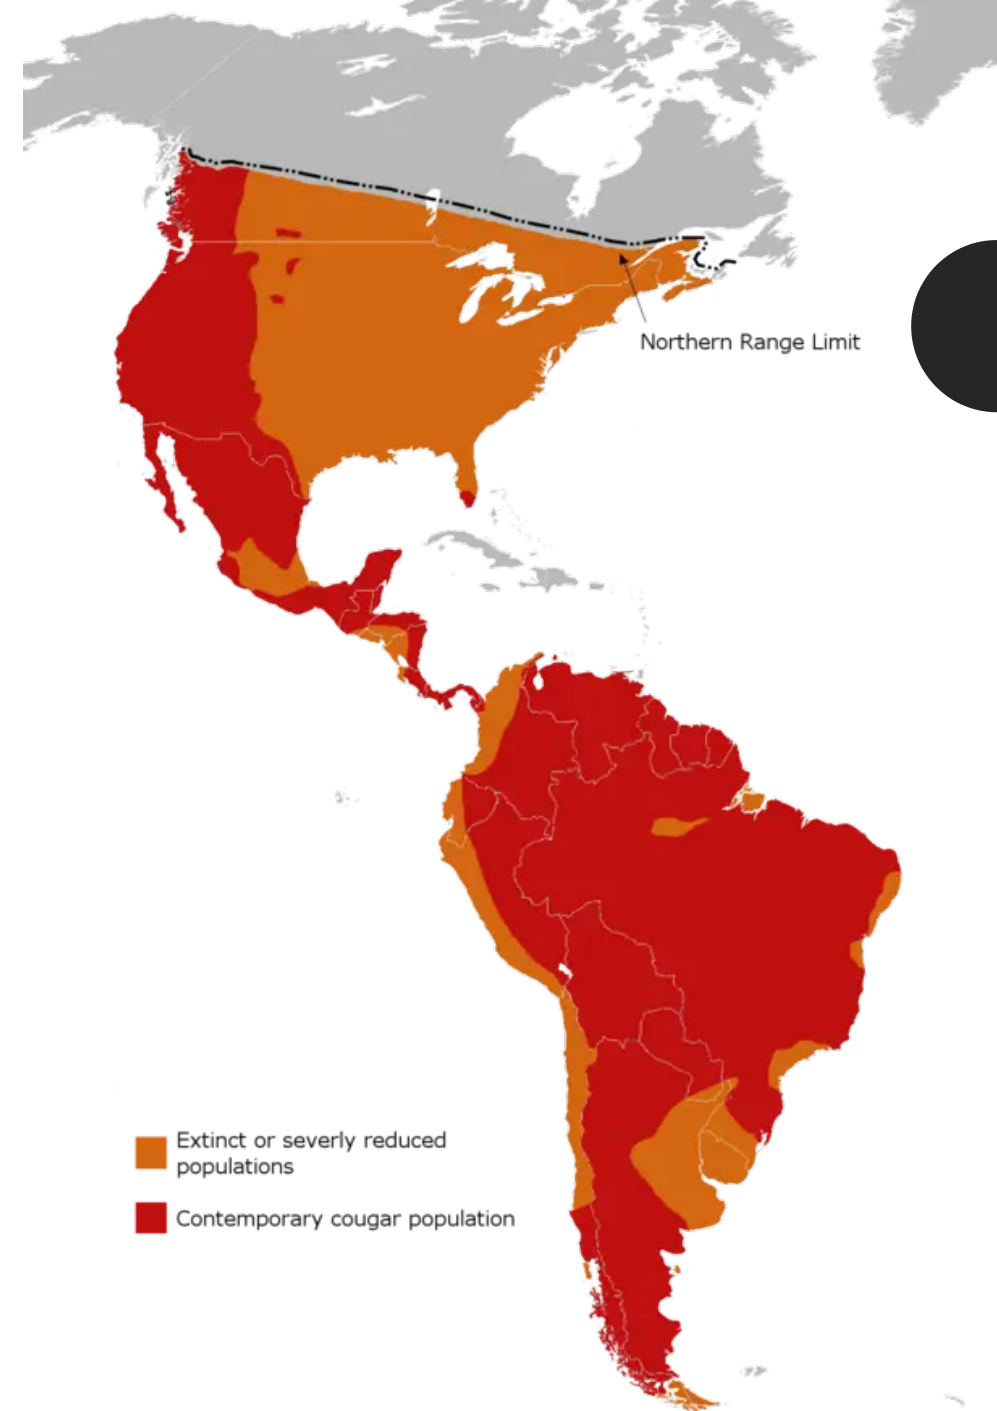 Northern Range Limit
Extinct or severly reduced
populations
Contemporary cougar population